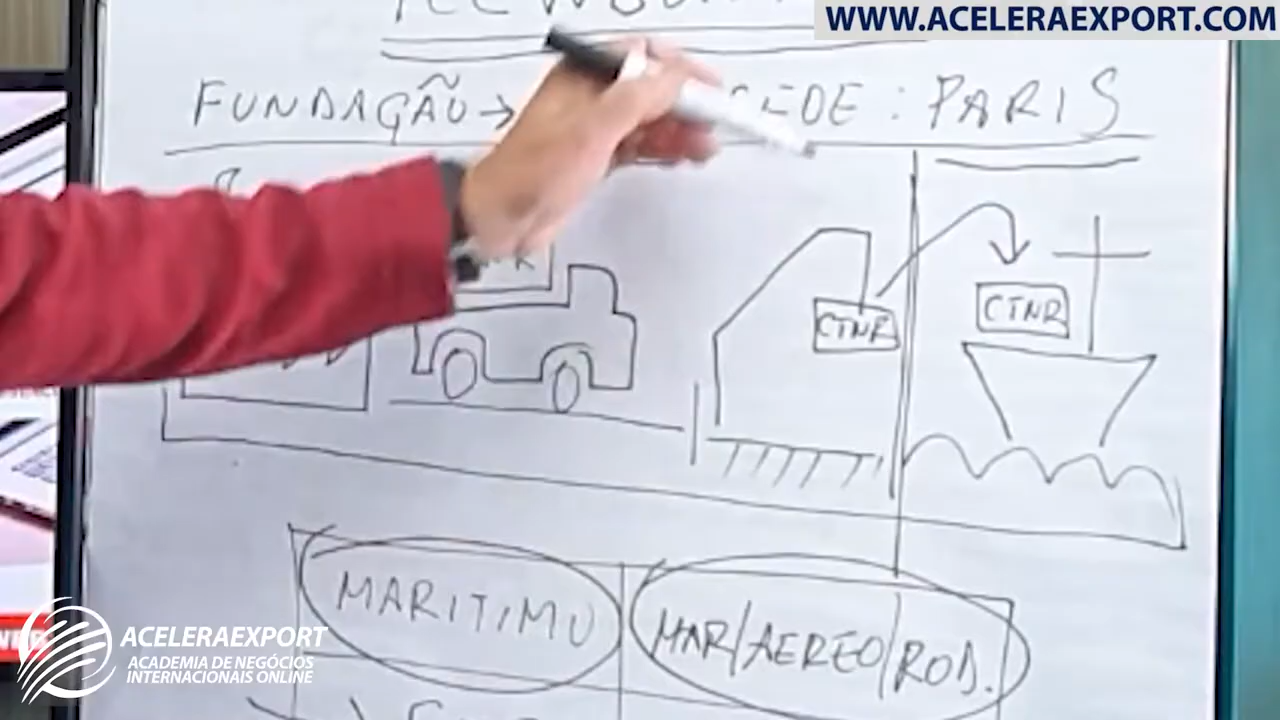 WWW.ACELERAEXPORT.COM
FUNDAÇÃO → SEDE : PARIS
CTNR
CTNR
MARITIMO
MAR/AEREO/ROD.
ACELERAEXPORT
ACADEMIA DE NEGÓCIOS
INTERNACIONAIS ONLINE